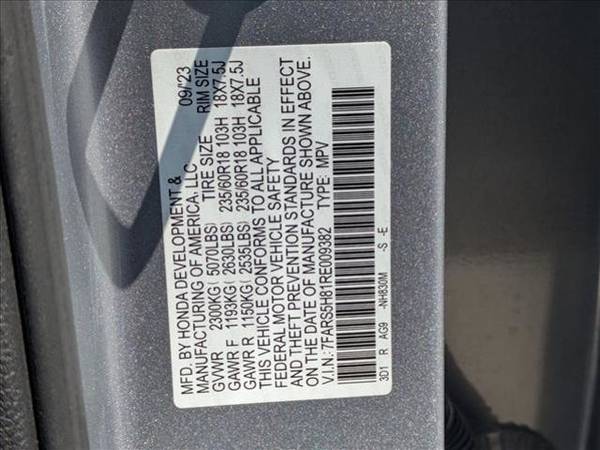 MFD. BY HONDA DEVELOPMENT & 09/23
MANUFACTURING OF AMERICA, LLC
TIRE SIZE RIM SIZE
GVWR 2300KG ( 5070LBS)
GAWR F 1193KG ( 2630LBS) 235/60R18 103H 18X7.5J
GAWR R 1150KG ( 2535LBS) 235/60R18 103H 18X7.5J
THIS VEHICLE CONFORMS TO ALL APPLICABLE
FEDERAL MOTOR VEHICLE SAFETY
AND THEFT PREVENTION STANDARDS IN EFFECT
ON THE DATE OF MANUFACTURE SHOWN ABOVE.
V.I.N.: 7FARS5H81RE009382 TYPE: MPV
3D1 R AG9 -NH830M -S -E